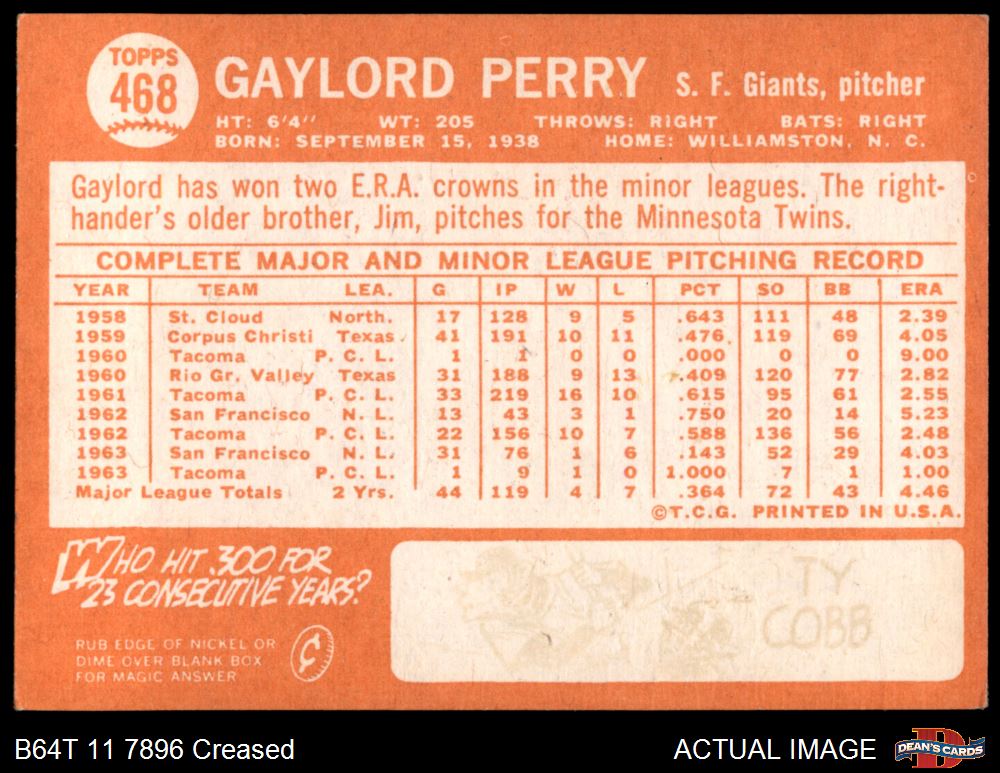 TOPPS
468
GAYLORD PERRY S. F. Giants, pitcher
HT: 6'4" WT: 205 THROWS: RIGHT BATS: RIGHT
BORN: SEPTEMBER 15, 1938 HOME: WILLIAMSTON, N. C.
Gaylord has won two E.R.A. crowns in the minor leagues. The right-
hander's older brother, Jim, pitches for the Minnesota Twins.
COMPLETE MAJOR AND MINOR LEAGUE PITCHING RECORD
YEAR TEAM LEA. G IP W L PCT SO BB ERA
1958 St. Cloud North. 17 128 9 5 .643 111 48 2.39
1959 Corpus Christi Texas 41 191 10 11 .476 119 69 4.05
1960 Tacoma P. C. L. 1 1 0 0 .000 0 0 9.00
1960 Rio Gr. Valley Texas 31 188 9 13 .409 120 77 2.82
1961 Tacoma P. C. L. 33 219 16 10 .615 95 61 2.55
1962 San Francisco N. L. 13 43 3 1 .750 20 14 5.23
1962 Tacoma P. C. L. 22 156 10 7 .588 136 56 2.48
1963 San Francisco N. L. 31 76 1 6 .143 52 29 4.03
1963 Tacoma P. C. L. 1 9 1 0 1.000 7 1 1.00
Major League Totals 2 Yrs. 44 119 4 7 .364 72 43 4.46
©T.C.G. PRINTED IN U.S.A.
WHO HIT .300 FOR
23 CONSECUTIVE YEARS?
RUB EDGE OF NICKEL OR
DIME OVER BLANK BOX
FOR MAGIC ANSWER
¢
TY
COBB
B64T 11 7896 Creased ACTUAL IMAGE
D
DEAN'S CARDS